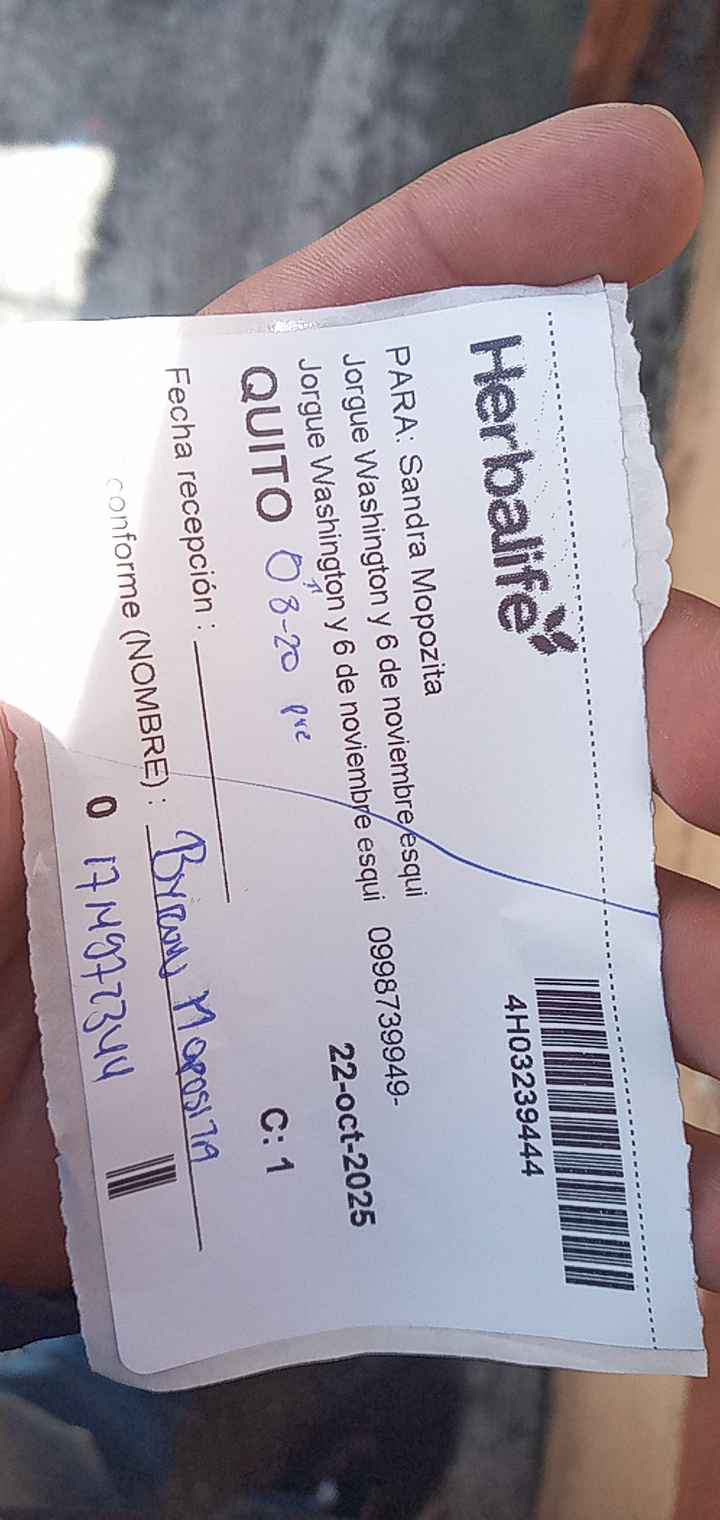 Herbalife
4H03239444
PARA: Sandra Mopozita
Jorgue Washington y 6 de noviembre esqui 0998739949-
Jorgue Washington y 6 de noviembre esqui
22-oct-2025
QUITO 08-20
C: 1
Fecha recepción :
conforme (NOMBRE) : Byron Moposita
0